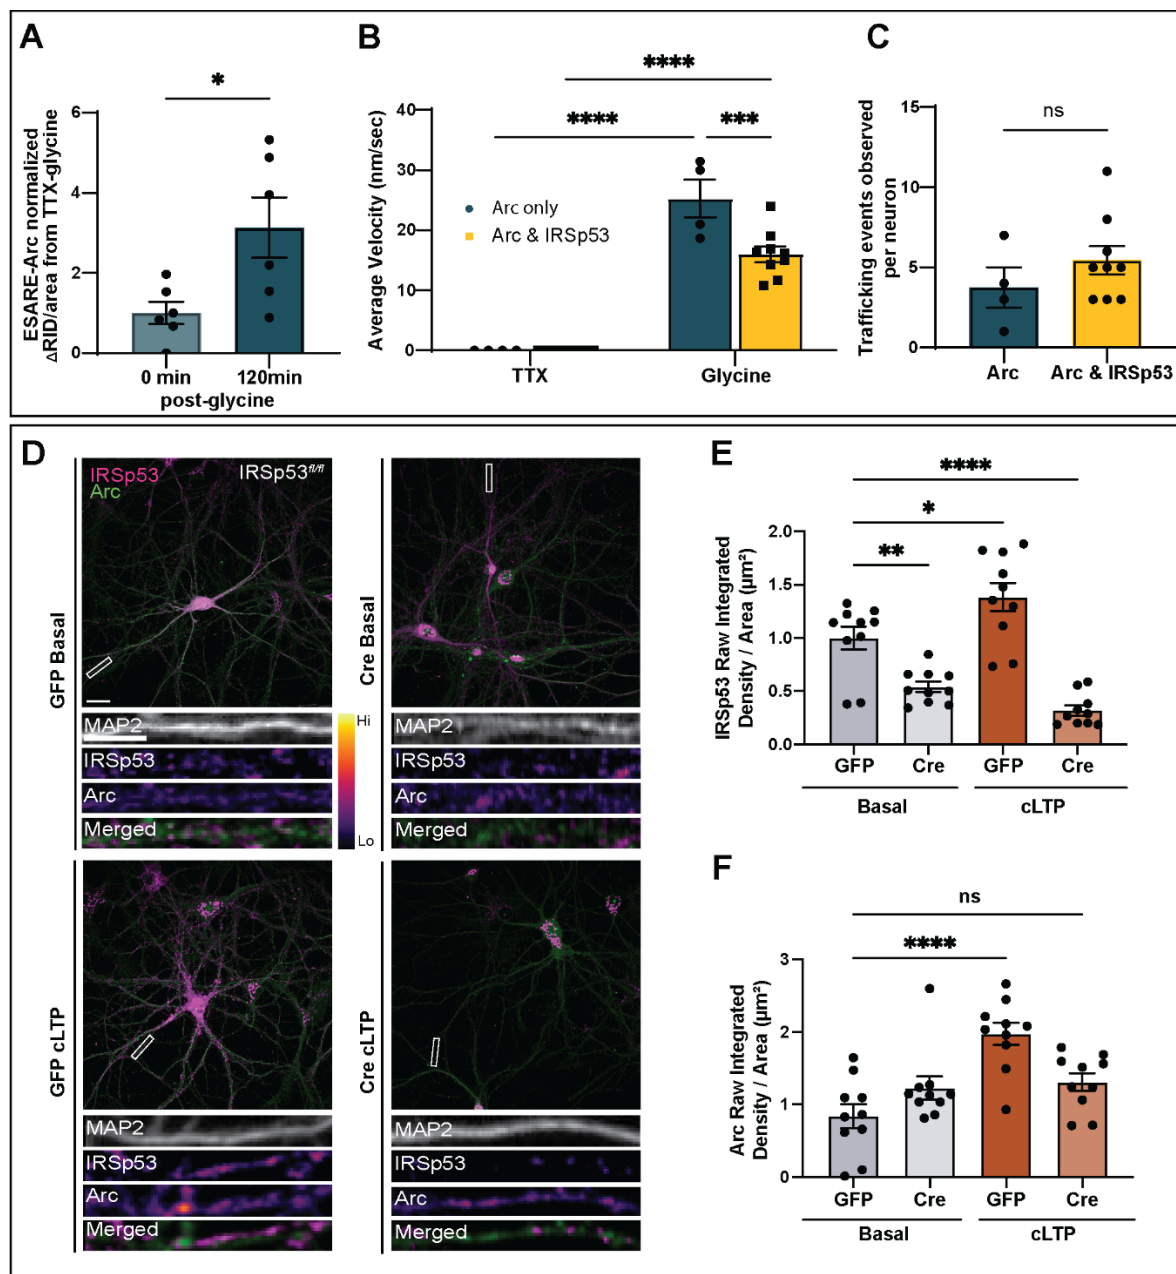 A
ESARE-Arc normalized
ΔRID/area from TTX-glycine
6
4
2
0
*
0 min
120min
post-glycine
B
Average Velocity (nm/sec)
40
30
20
10
0
****
****
***
Arc only
Arc & IRSp53
TTX
Glycine
C
Trafficking events observed
per neuron
15
10
5
0
ns
Arc
Arc & IRSp53
D
GFP Basal
IRSp53
Arc
IRSp53fl/fl
MAP2
IRSp53
Arc
Merged
Hi
Lo
Cre Basal
MAP2
IRSp53
Arc
Merged
GFP cLTP
MAP2
IRSp53
Arc
Merged
Cre cLTP
MAP2
IRSp53
Arc
Merged
E
IRSp53 Raw Integrated
Density / Area (µm²)
2.0
1.5
1.0
0.5
0.0
****
*
**
GFP
Cre
GFP
Cre
Basal
cLTP
F
Arc Raw Integrated
Density / Area (µm²)
3
2
1
0
ns
****
GFP
Cre
GFP
Cre
Basal
cLTP